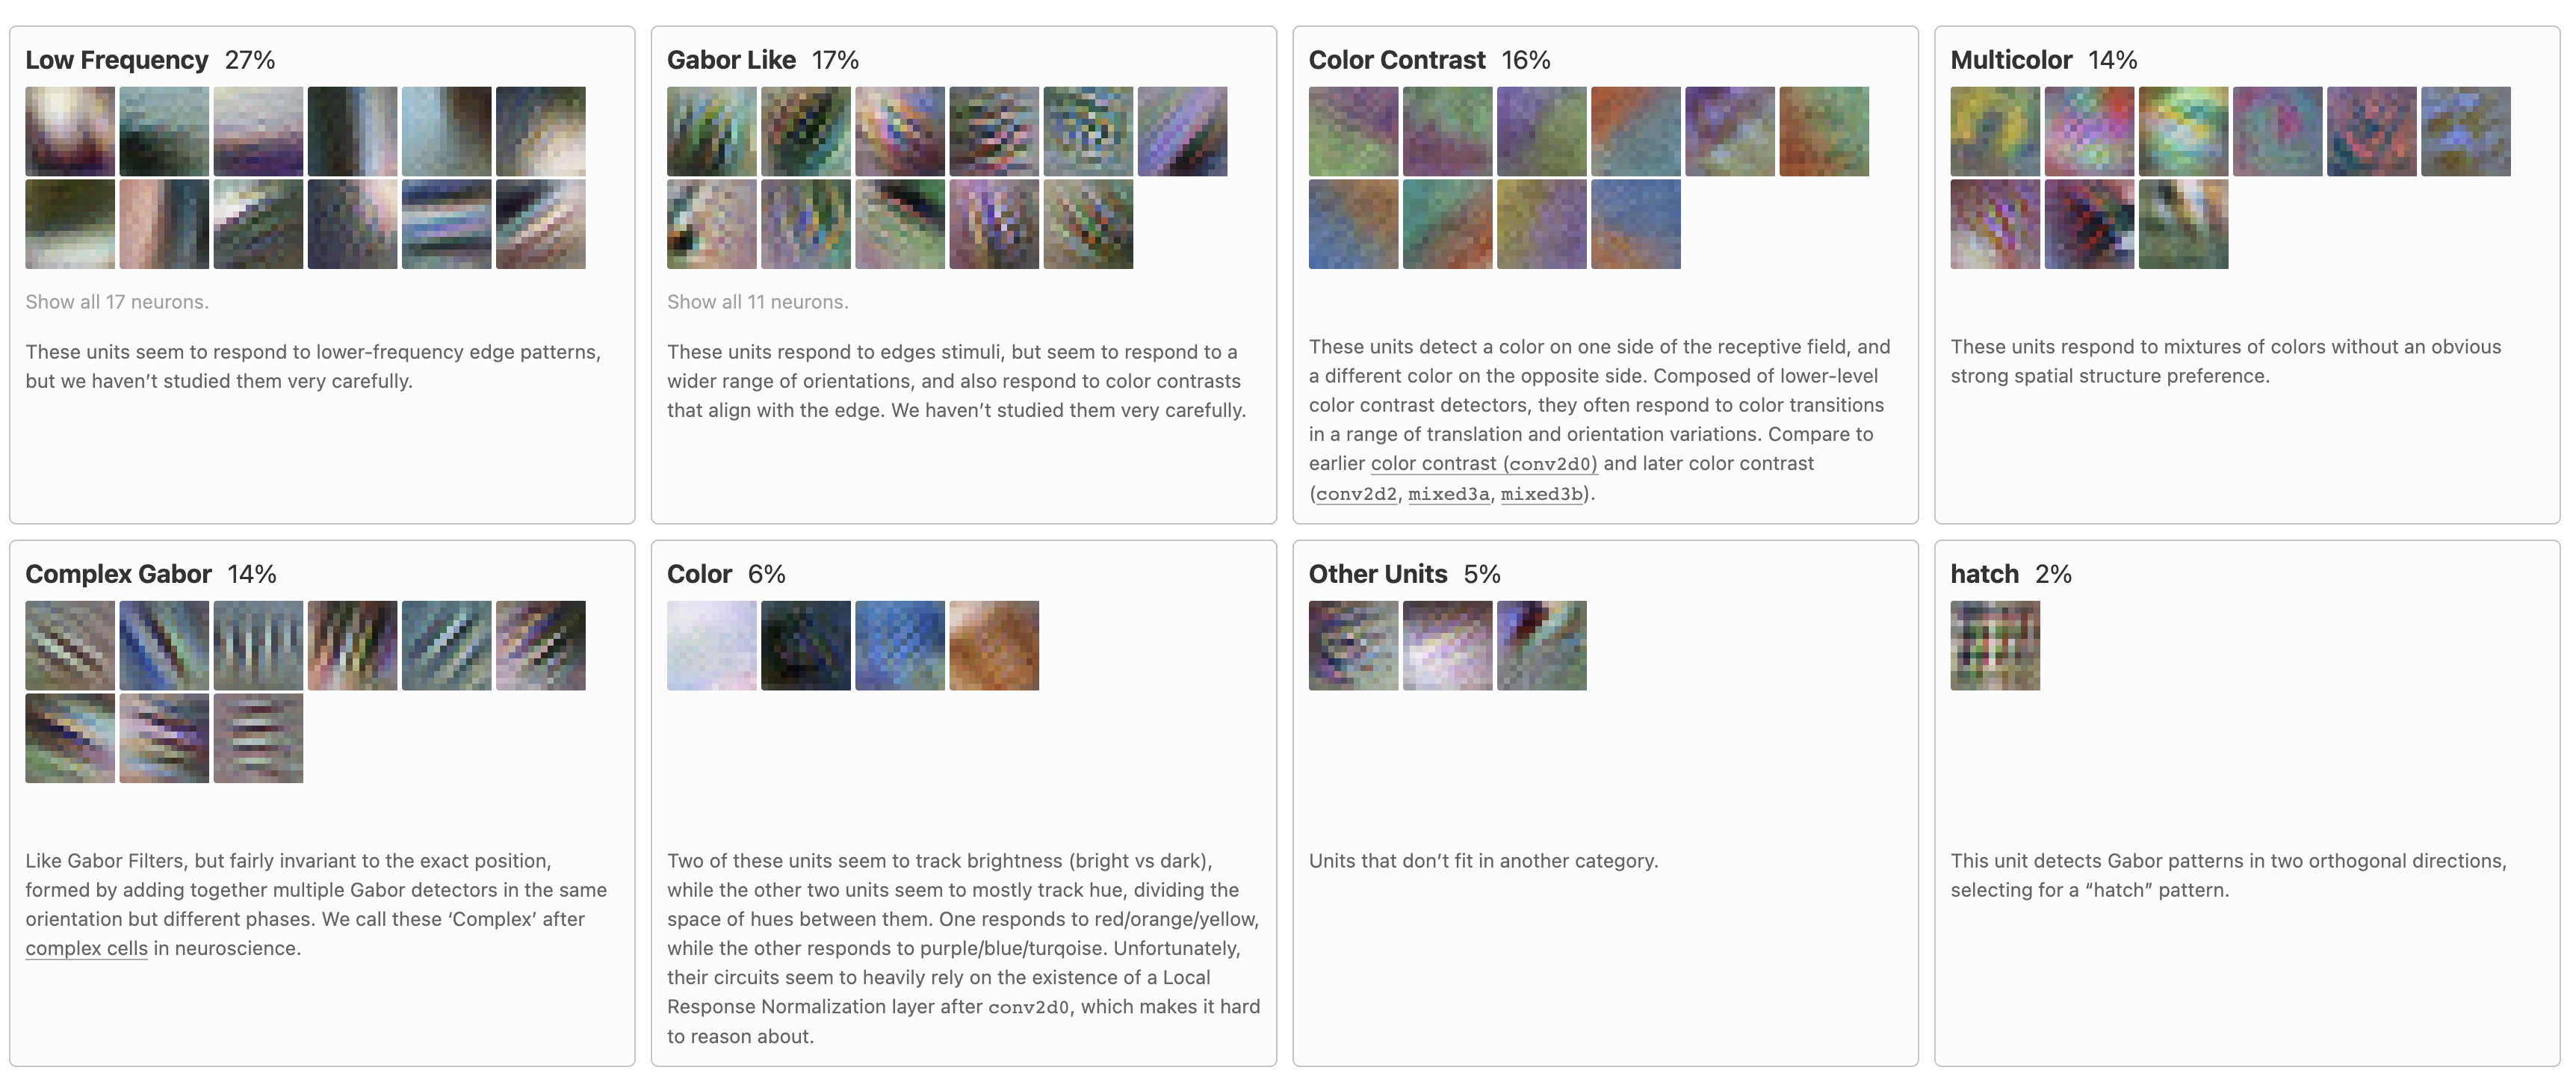 Low Frequency 27%
Show all 17 neurons.
These units seem to respond to lower-frequency edge patterns,
but we haven’t studied them very carefully.
Gabor Like 17%
Show all 11 neurons.
These units respond to edges stimuli, but seem to respond to a
wider range of orientations, and also respond to color contrasts
that align with the edge. We haven’t studied them very carefully.
Color Contrast 16%
These units detect a color on one side of the receptive field, and
a different color on the opposite side. Composed of lower-level
color contrast detectors, they often respond to color transitions
in a range of translation and orientation variations. Compare to
earlier color contrast (conv2d0) and later color contrast
(conv2d2, mixed3a, mixed3b).
Multicolor 14%
These units respond to mixtures of colors without an obvious
strong spatial structure preference.
Complex Gabor 14%
Like Gabor Filters, but fairly invariant to the exact position,
formed by adding together multiple Gabor detectors in the same
orientation but different phases. We call these ‘Complex’ after
complex cells in neuroscience.
Color 6%
Two of these units seem to track brightness (bright vs dark),
while the other two units seem to mostly track hue, dividing the
space of hues between them. One responds to red/orange/yellow,
while the other responds to purple/blue/turqoise. Unfortunately,
their circuits seem to heavily rely on the existence of a Local
Response Normalization layer after conv2d0, which makes it hard
to reason about.
Other Units 5%
Units that don’t fit in another category.
hatch 2%
This unit detects Gabor patterns in two orthogonal directions,
selecting for a “hatch” pattern.